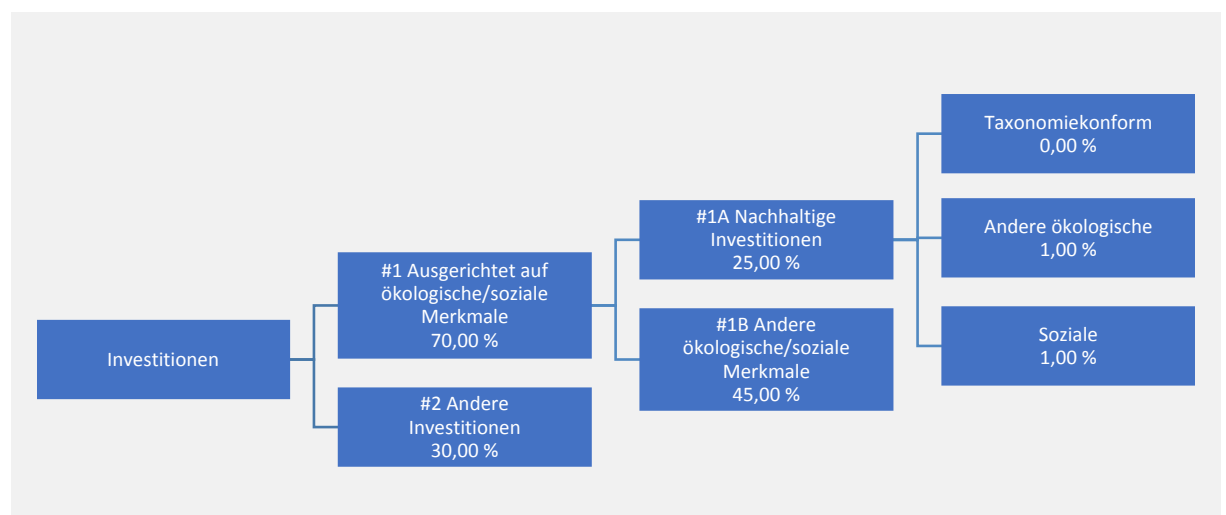 Investitionen
#1 Ausgerichtet auf
ökologische/soziale
Merkmale
70,00 %
#2 Andere
Investitionen
30,00 %
#1A Nachhaltige
Investitionen
25,00 %
#1B Andere
ökologische/soziale
Merkmale
45,00 %
Taxonomiekonform
0,00 %
Andere ökologische
1,00 %
Soziale
1,00 %